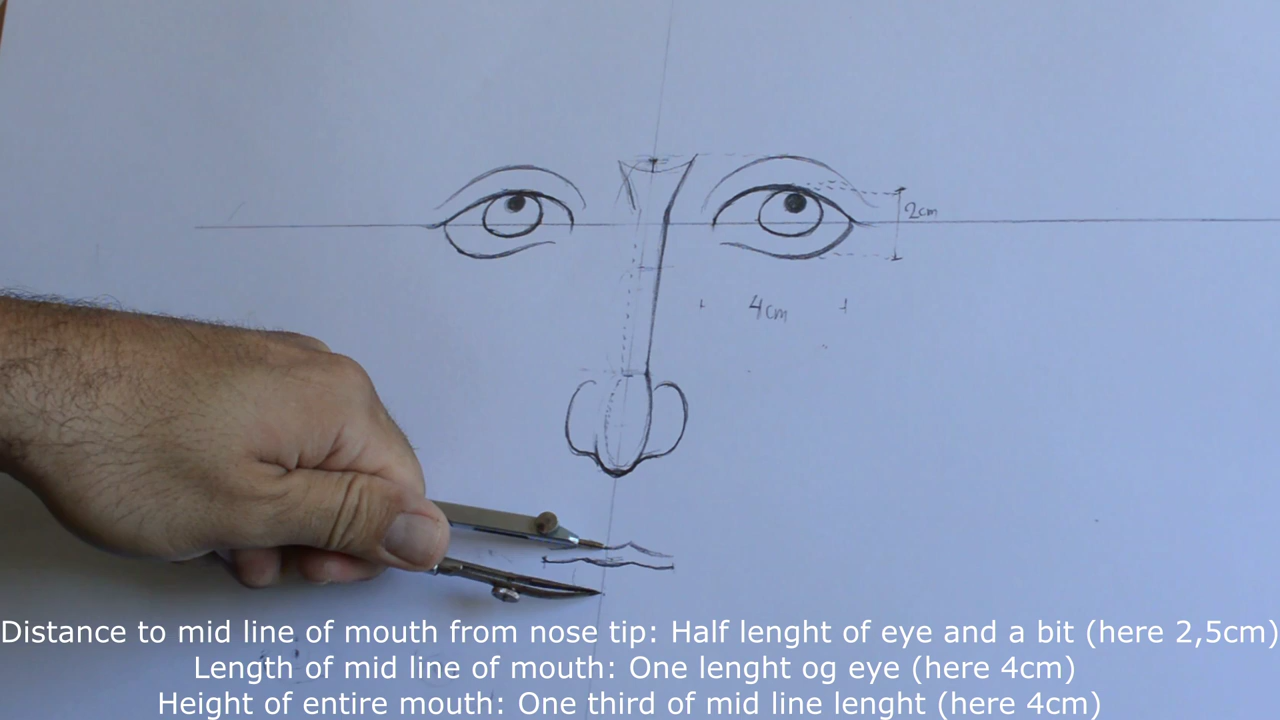 2cm
4cm
Distance to mid line of mouth from nose tip: Half lenght of eye and a bit (here 2,5cm)
Length of mid line of mouth: One lenght og eye (here 4cm)
Height of entire mouth: One third of mid line lenght (here 4cm)